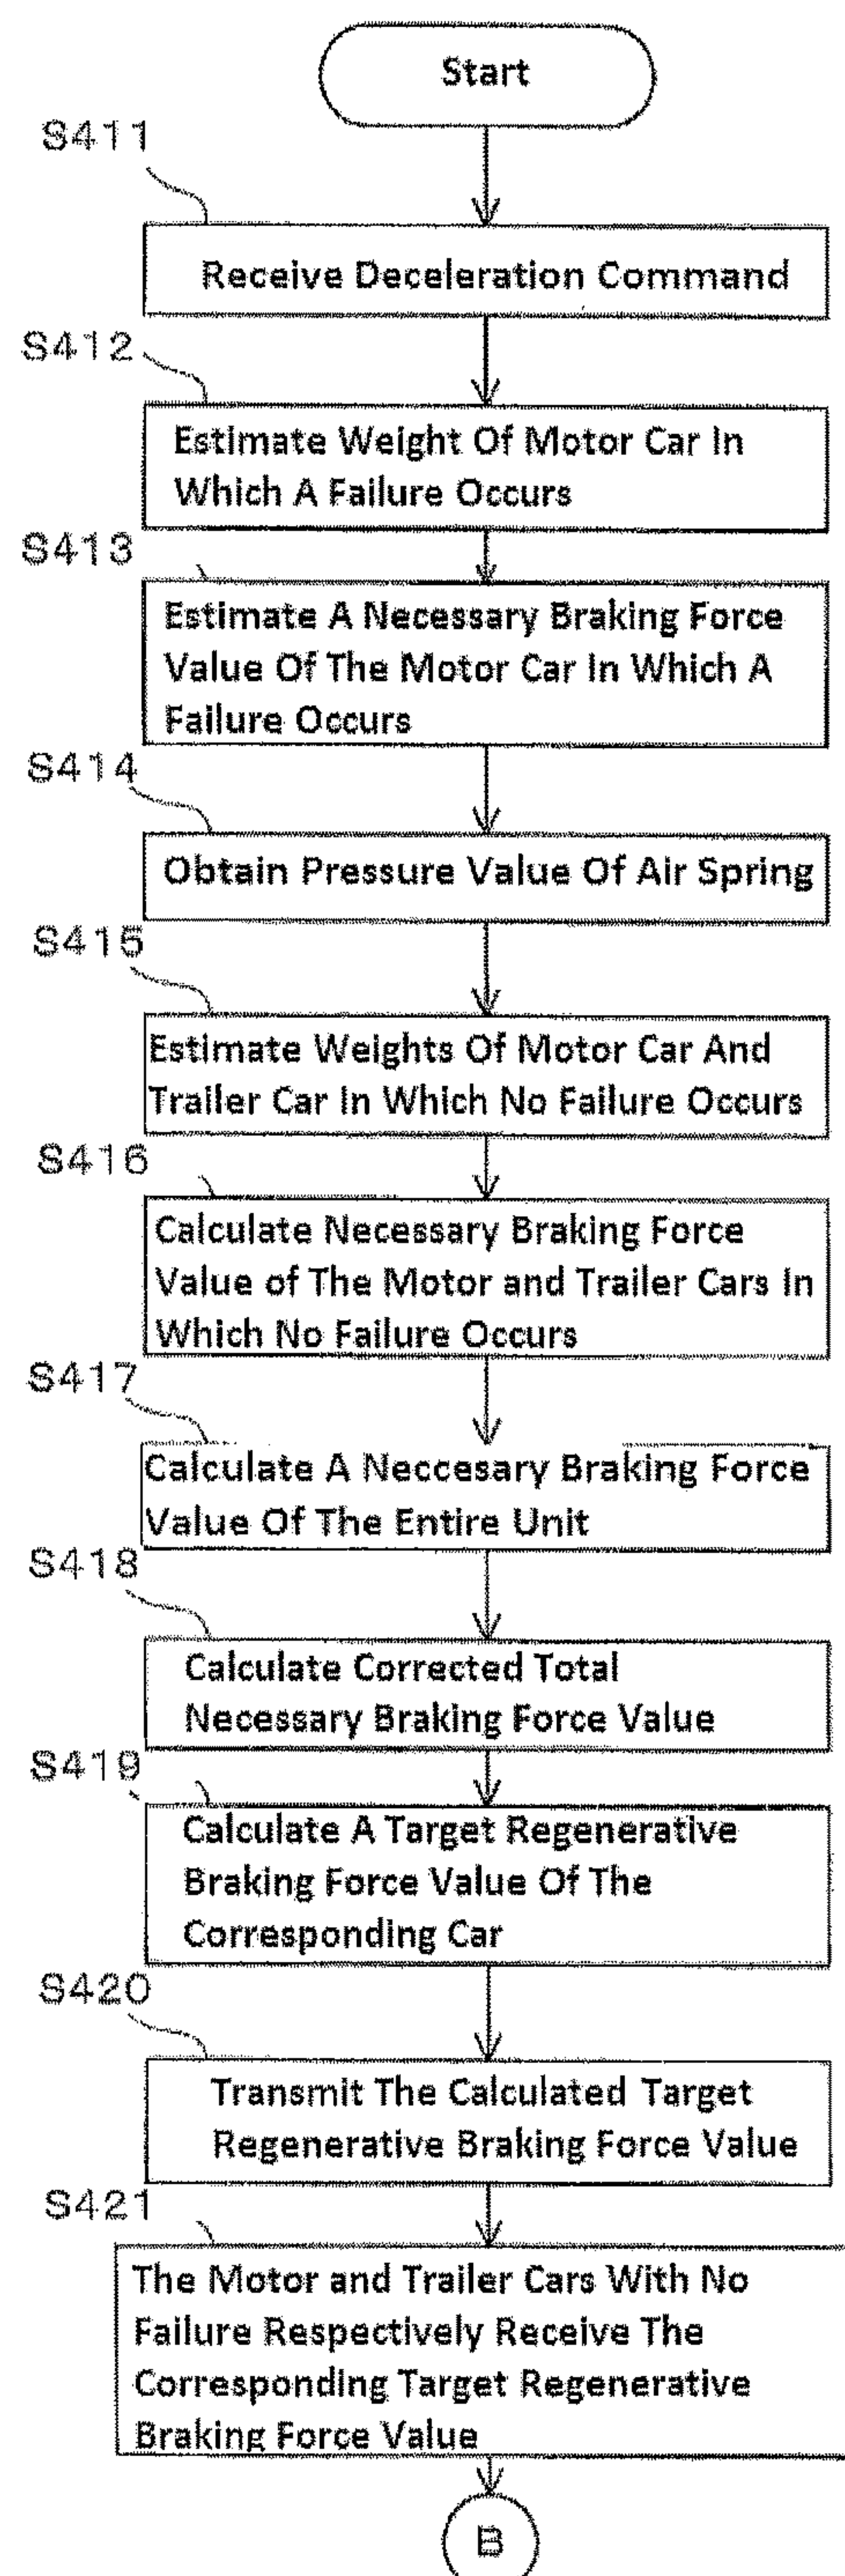 Start
S411
Receive Deceleration Command
S412
Estimate Weight Of Motor Car In
Which A Failure Occurs
S413
Estimate A Necessary Braking Force
Value Of The Motor Car In Which A
Failure Occurs
S414
Obtain Pressure Value Of Air Spring
S415
Estimate Weights Of Motor Car And
Trailer Car In Which No Failure Occurs
S416
Calculate Necessary Braking Force
Value of The Motor and Trailer Cars In
Which No Failure Occurs
S417
Calculate A Neccesary Braking Force
Value Of The Entire Unit
S418
Calculate Corrected Total
Necessary Braking Force Value
S419
Calculate A Target Regenerative
Braking Force Value Of The
Corresponding Car
S420
Transmit The Calculated Target
Regenerative Braking Force Value
S421
The Motor and Trailer Cars With No
Failure Respectively Receive The
Corresponding Target Regenerative
Braking Force Value
B